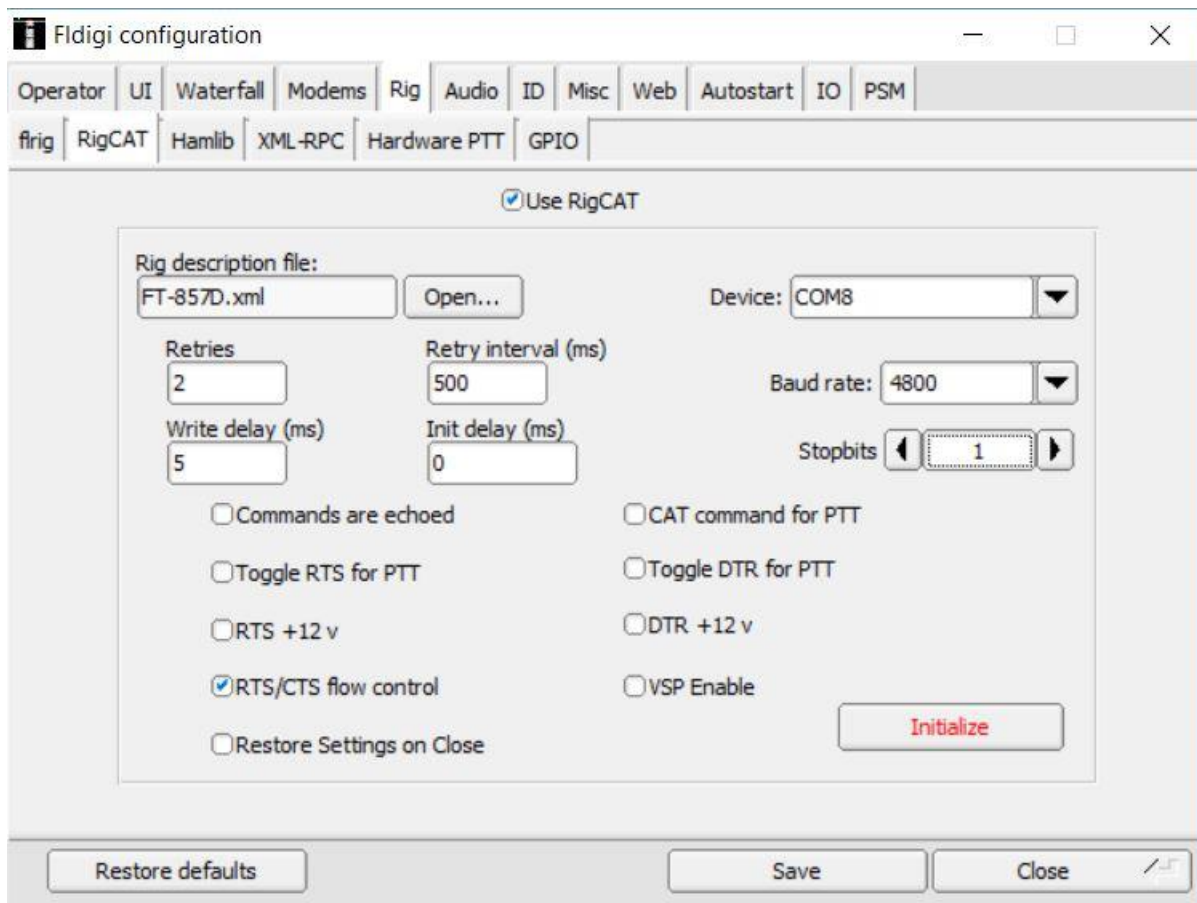 Fldigi configuration
Operator UI Waterfall Modems Rig Audio ID Misc Web Autostart IO PSM
flrig RigCAT Hamlib XML-RPC Hardware PTT GPIO
Use RigCAT
Rig description file:
FT-857D.xml Open... Device: COM8
Retries Retry interval (ms)
2 500 Baud rate: 4800
Write delay (ms) Init delay (ms)
5 0 Stopbits 1
Commands are echoed CAT command for PTT
Toggle RTS for PTT Toggle DTR for PTT
RTS +12 v DTR +12 v
RTS/CTS flow control VSP Enable
Initialize
Restore Settings on Close
Restore defaults Save Close